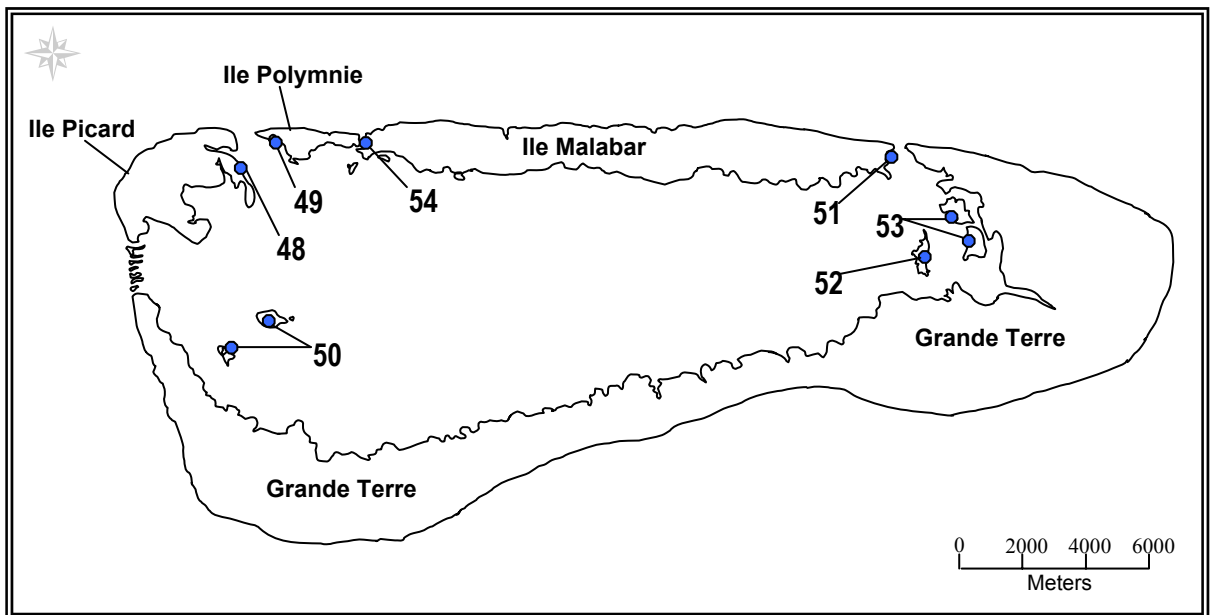 Ile Polymnie
Ile Picard
Ile Malabar
49
54
51
48
53
52
50
Grande Terre
Grande Terre
0 2000 4000 6000
Meters